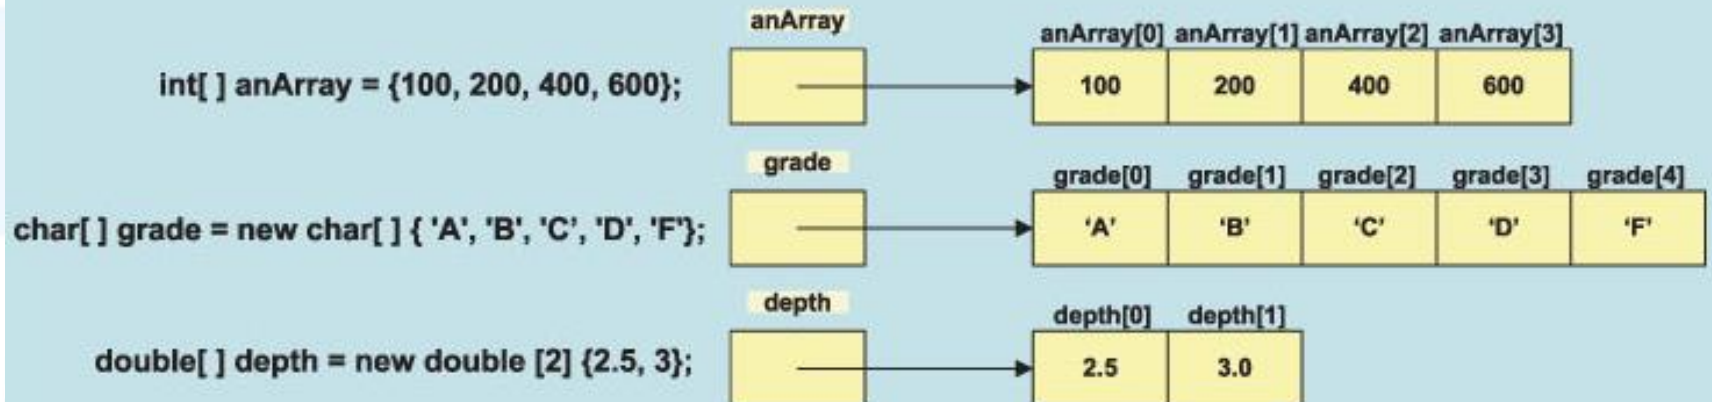 anArray
anArray[0] anArray[1] anArray[2] anArray[3]
int[ ] anArray = {100, 200, 400, 600};
100 200 400 600
grade
grade[0] grade[1] grade[2] grade[3] grade[4]
char[ ] grade = new char[ ] { 'A', 'B', 'C’, 'D’, 'F'};
‘A’ ‘B’ ‘C’ ‘D’ ‘F’
depth
depth[0] depth[1]
double[ ] depth = new double [2] {2.5, 3};
2.5 3.0